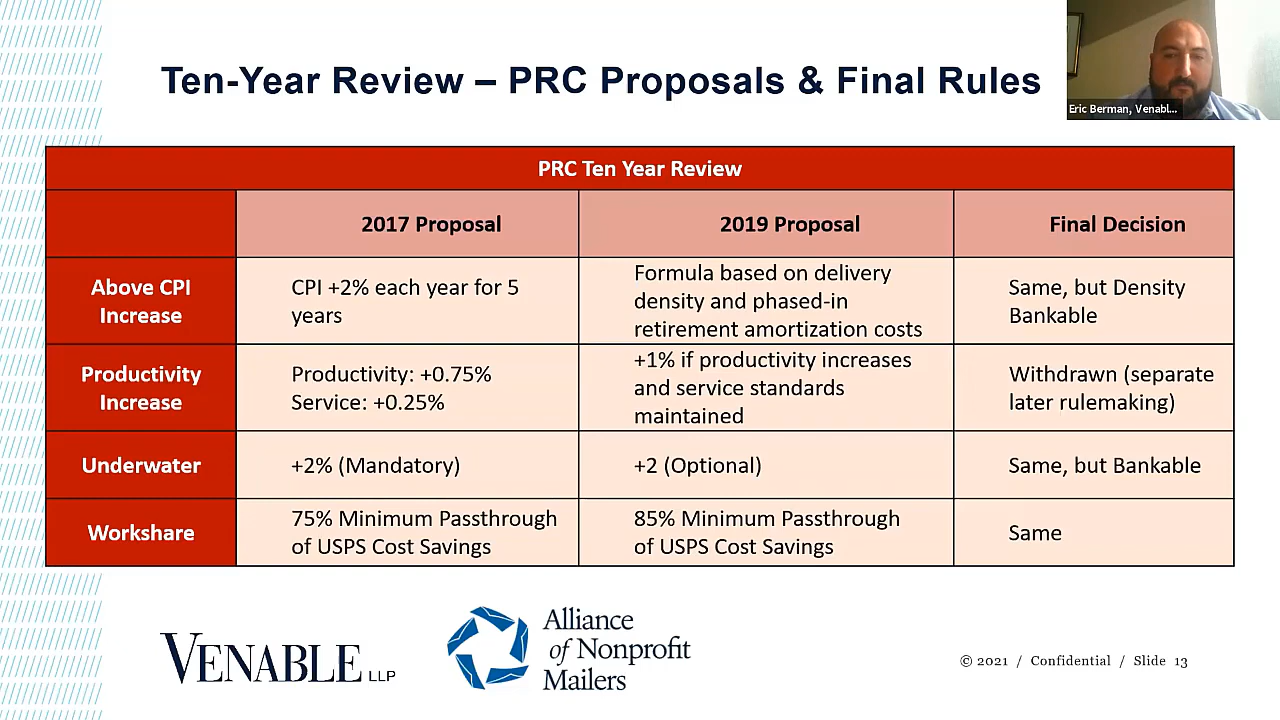 Ten-Year Review – PRC Proposals & Final Rules
Eric Berman, Venabl...
PRC Ten Year Review
2017 Proposal
2019 Proposal
Final Decision
Above CPI
Increase
CPI +2% each year for 5
years
Formula based on delivery
density and phased-in
retirement amortization costs
Same, but Density
Bankable
Productivity
Increase
Productivity: +0.75%
Service: +0.25%
+1% if productivity increases
and service standards
maintained
Withdrawn (separate
later rulemaking)
Underwater
+2% (Mandatory)
+2 (Optional)
Same, but Bankable
Workshare
75% Minimum Passthrough
of USPS Cost Savings
85% Minimum Passthrough
of USPS Cost Savings
Same
VENABLE LLP
Alliance
of Nonprofit
Mailers
© 2021 / Confidential / Slide 13